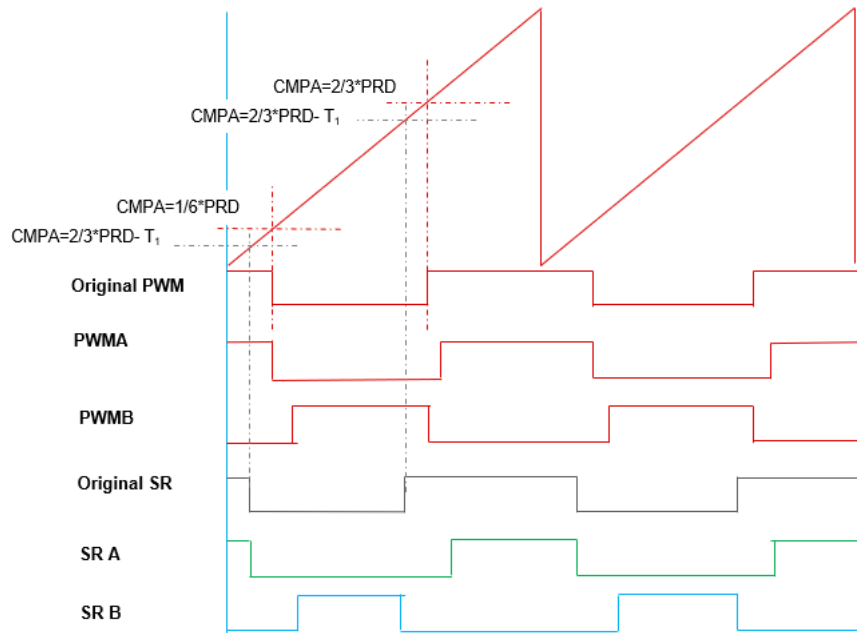 CMPA=2/3*PRD
CMPA=2/3*PRD- T₁
CMPA=1/6*PRD
CMPA=2/3*PRD- T₁
Original PWM
PWMA
PWMB
Original SR
SR A
SR B